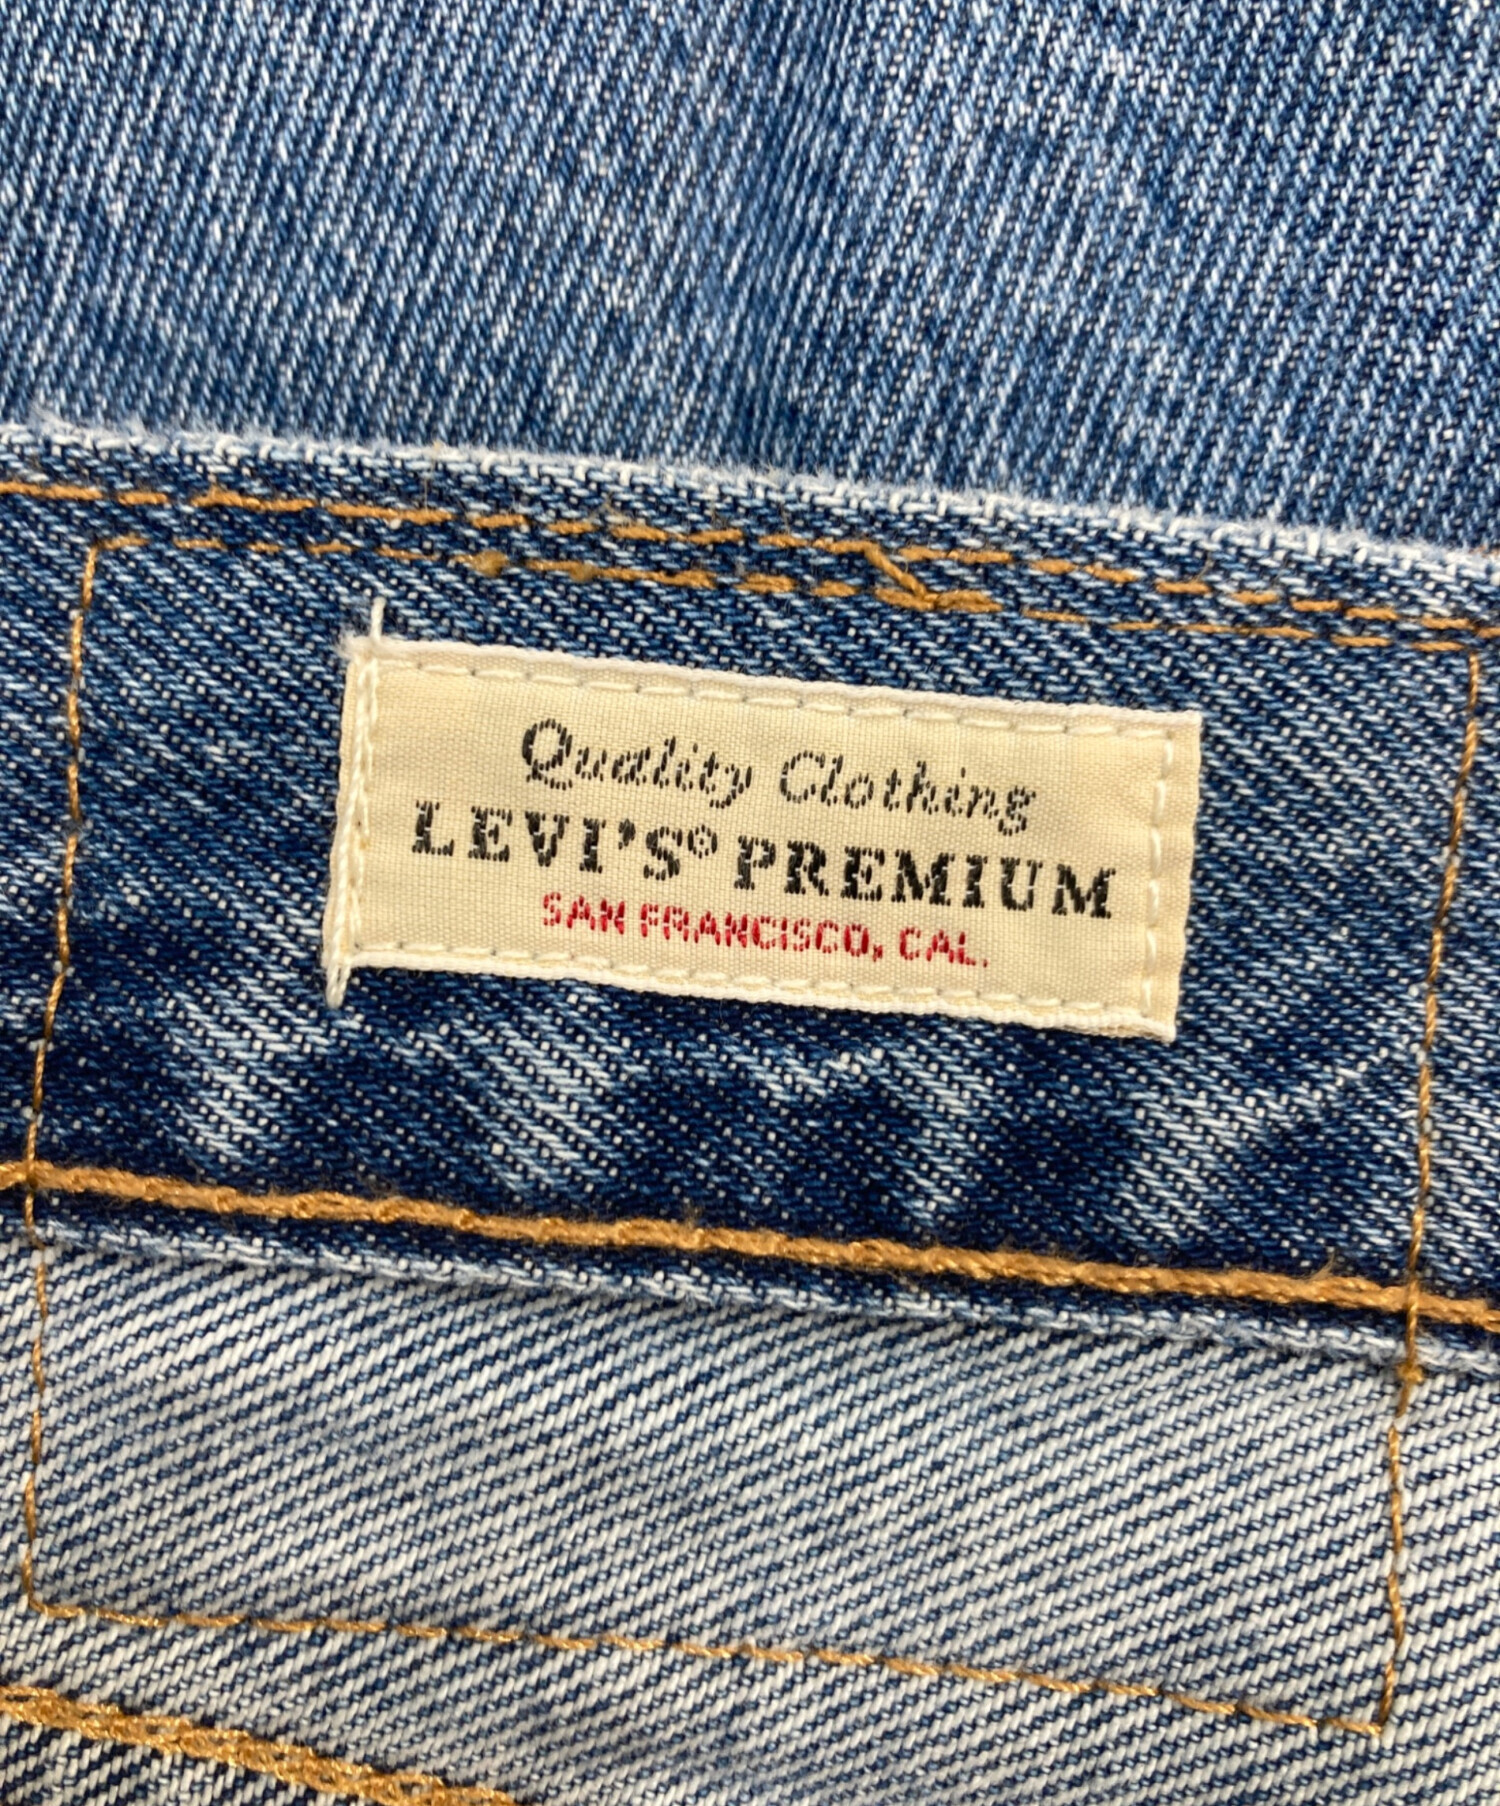 Quality Clothing
LEVI'S® PREMIUM
SAN FRANCISCO, CAL.